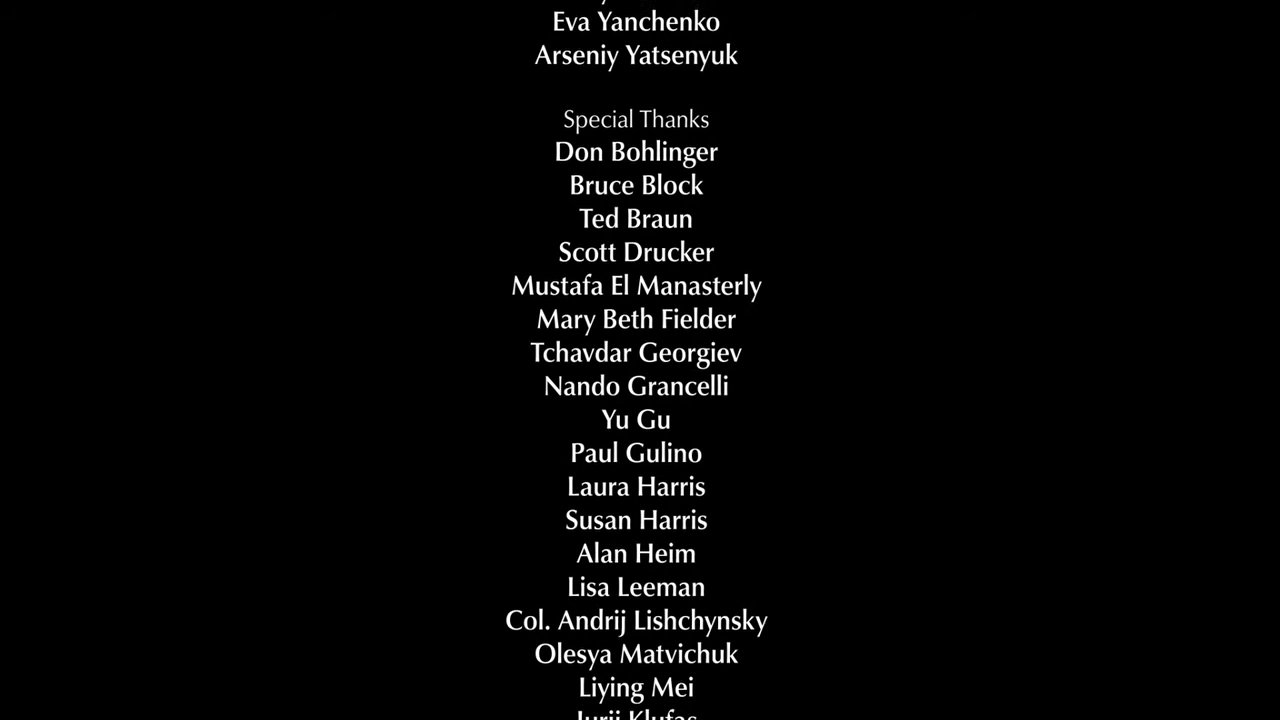 Eva Yanchenko
Arseniy Yatsenyuk
Special Thanks
Don Bohlinger
Bruce Block
Ted Braun
Scott Drucker
Mustafa El Manasterly
Mary Beth Fielder
Tchavdar Georgiev
Nando Grancelli
Yu Gu
Paul Gulino
Laura Harris
Susan Harris
Alan Heim
Lisa Leeman
Col. Andrij Lishchynsky
Olesya Matvichuk
Liying Mei